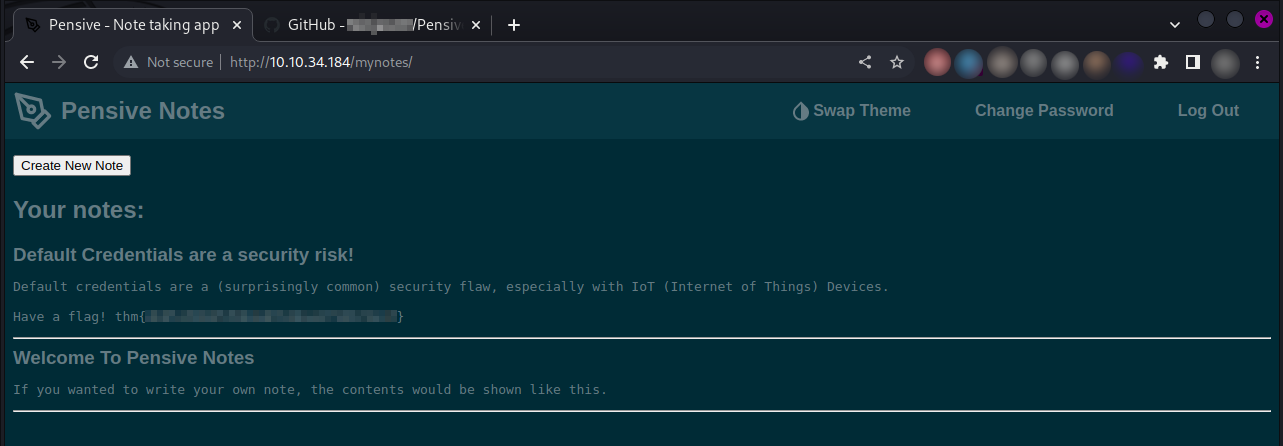 Pensive - Note taking app
GitHub - /Pensiv
Not secure | http://10.10.34.184/mynotes/
Pensive Notes
Swap Theme
Change Password
Log Out
Create New Note
Your notes:
Default Credentials are a security risk!
Default credentials are a (surprisingly common) security flaw, especially with IoT (Internet of Things) Devices.
Have a flag! thm{}
Welcome To Pensive Notes
If you wanted to write your own note, the contents would be shown like this.